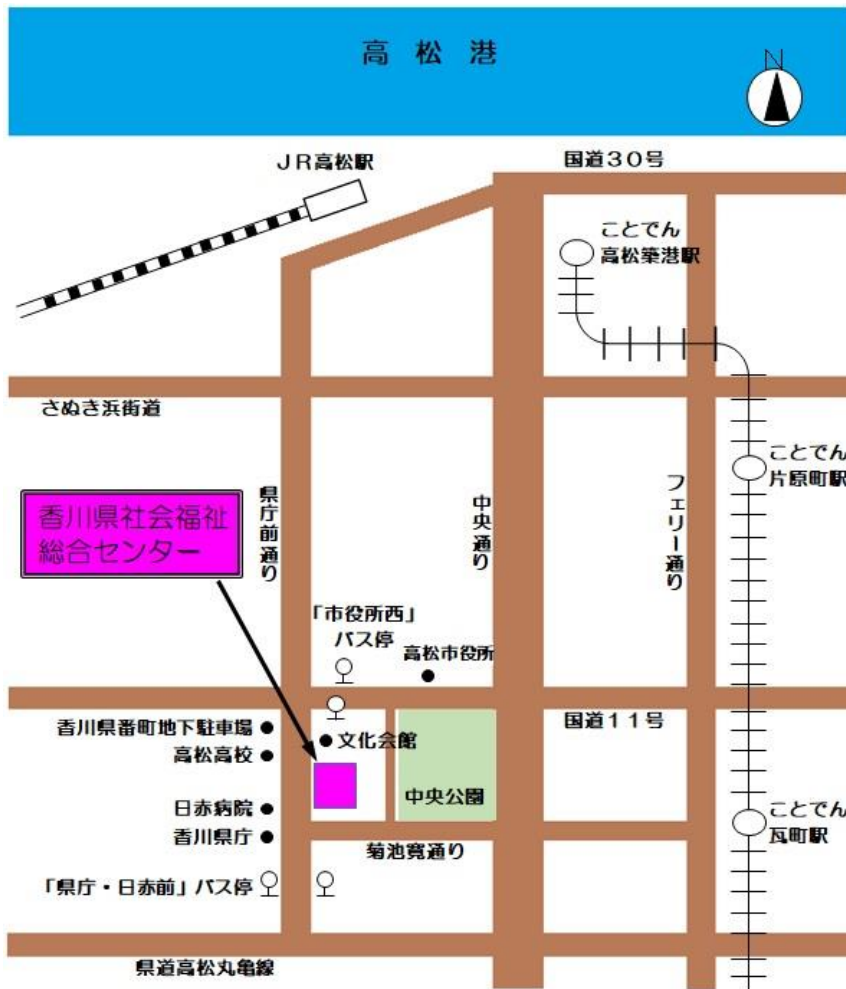 高松港
N
JR高松駅
国道30号
ことでん
高松築港駅
さぬき浜街道
ことでん
片原町駅
県庁前通り
中央通り
フェリー通り
香川県社会福祉
総合センター
「市役所西」
バス停
高松市役所
香川県番町地下駐車場
文化会館
国道11号
高松高校
中央公園
日赤病院
ことでん
瓦町駅
香川県庁
菊池寛通り
「県庁・日赤前」バス停
県道高松丸亀線